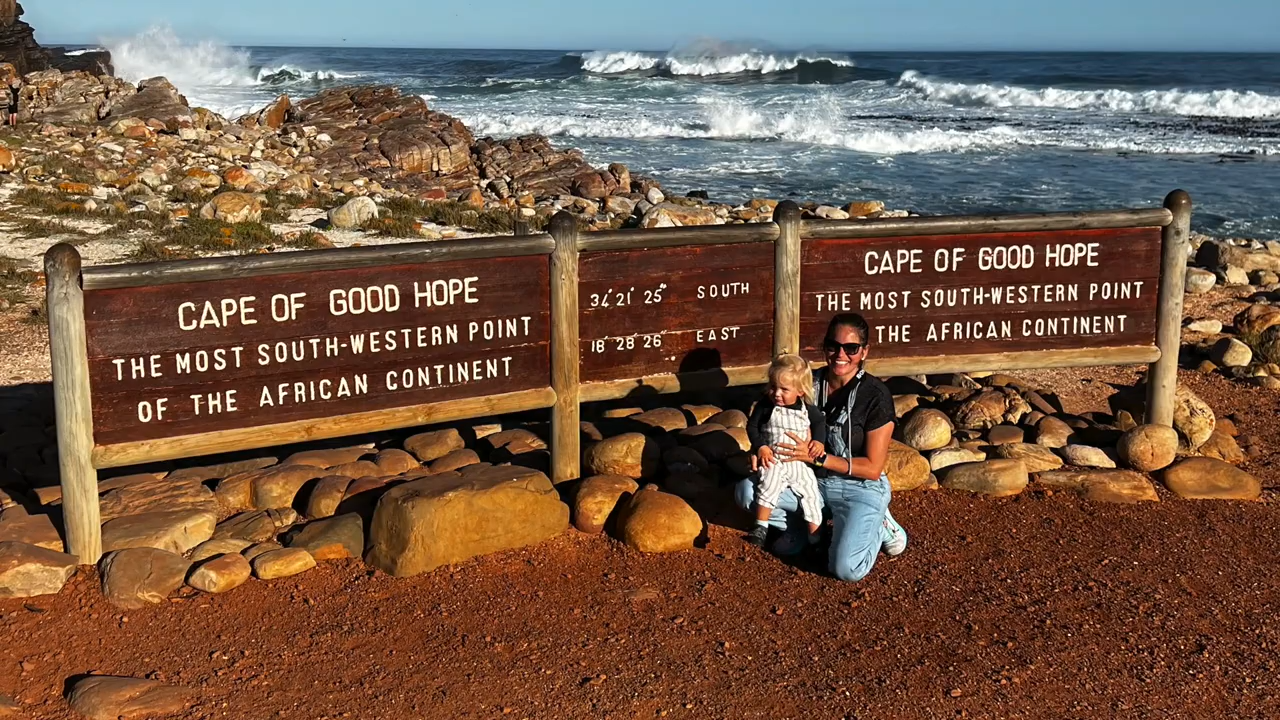 CAPE OF GOOD HOPE
THE MOST SOUTH-WESTERN POINT
OF THE AFRICAN CONTINENT
34° 21' 25" SOUTH
18° 28' 26" EAST
CAPE OF GOOD HOPE
THE MOST SOUTH-WESTERN POINT
THE AFRICAN CONTINENT